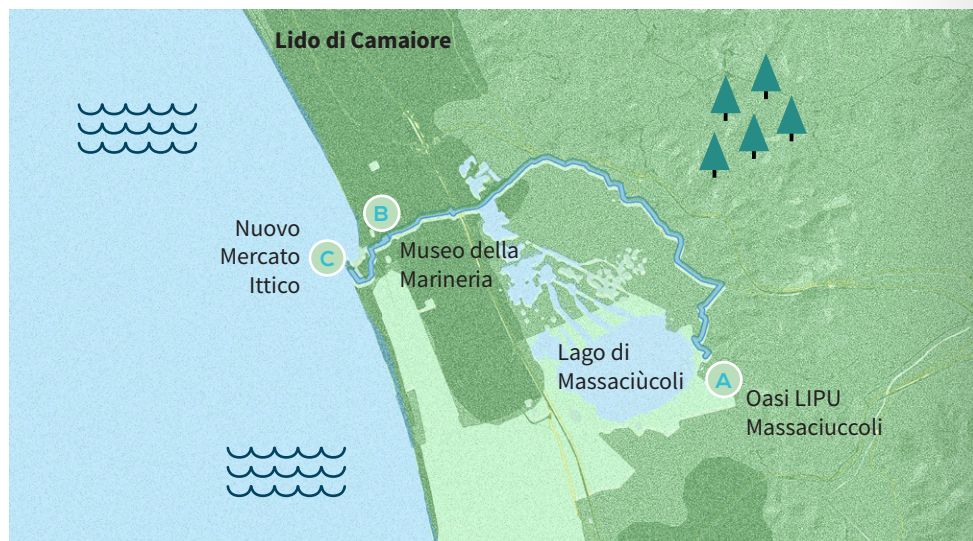 Lido di Camaiore
B
Nuovo
Mercato
Ittico
C
Museo della
Marineria
Lago di
Massaciùcoli
A
Oasi LIPU
Massaciuccoli